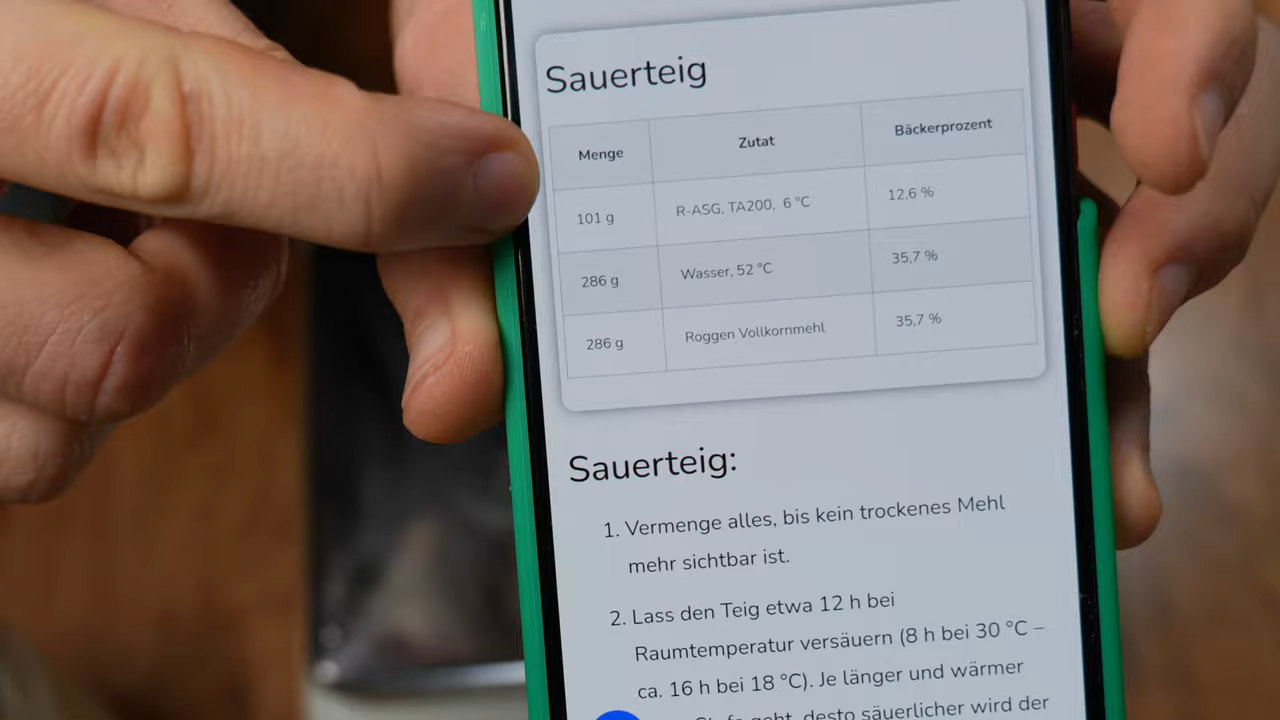 Sauerteig
Menge Zutat Bäckerprozent
101 g R-ASG, TA200, 6 °C 12,6 %
286 g Wasser, 52 °C 35,7 %
286 g Roggen Vollkornmehl 35,7 %
Sauerteig:
1. Vermenge alles, bis kein trockenes Mehl
mehr sichtbar ist.
2. Lass den Teig etwa 12 h bei
Raumtemperatur versäuern (8 h bei 30 °C –
ca. 16 h bei 18 °C). Je länger und wärmer
geht, desto säuerlicher wird der